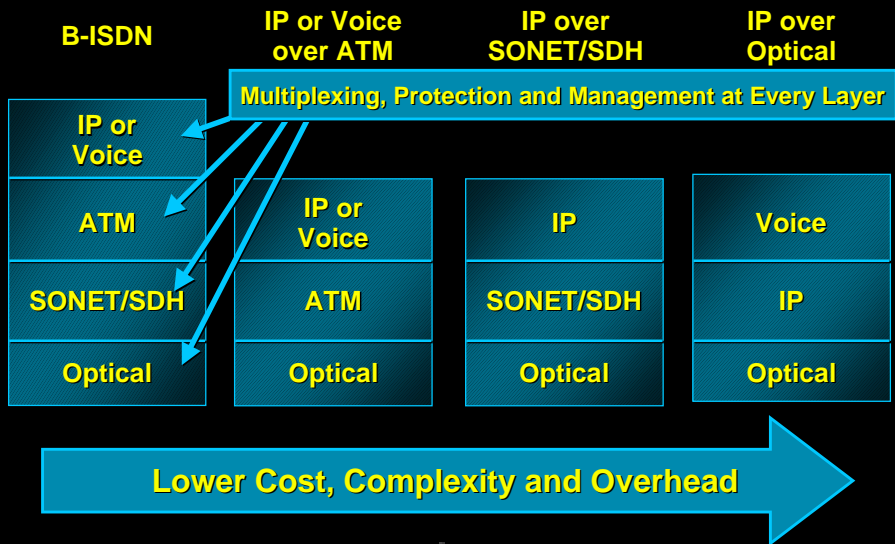 B-ISDN
IP or Voice
over ATM
IP over
SONET/SDH
IP over
Optical
Multiplexing, Protection and Management at Every Layer
IP or
Voice
ATM
SONET/SDH
Optical
IP or
Voice
ATM
Optical
IP
SONET/SDH
Optical
Voice
IP
Optical
Lower Cost, Complexity and Overhead